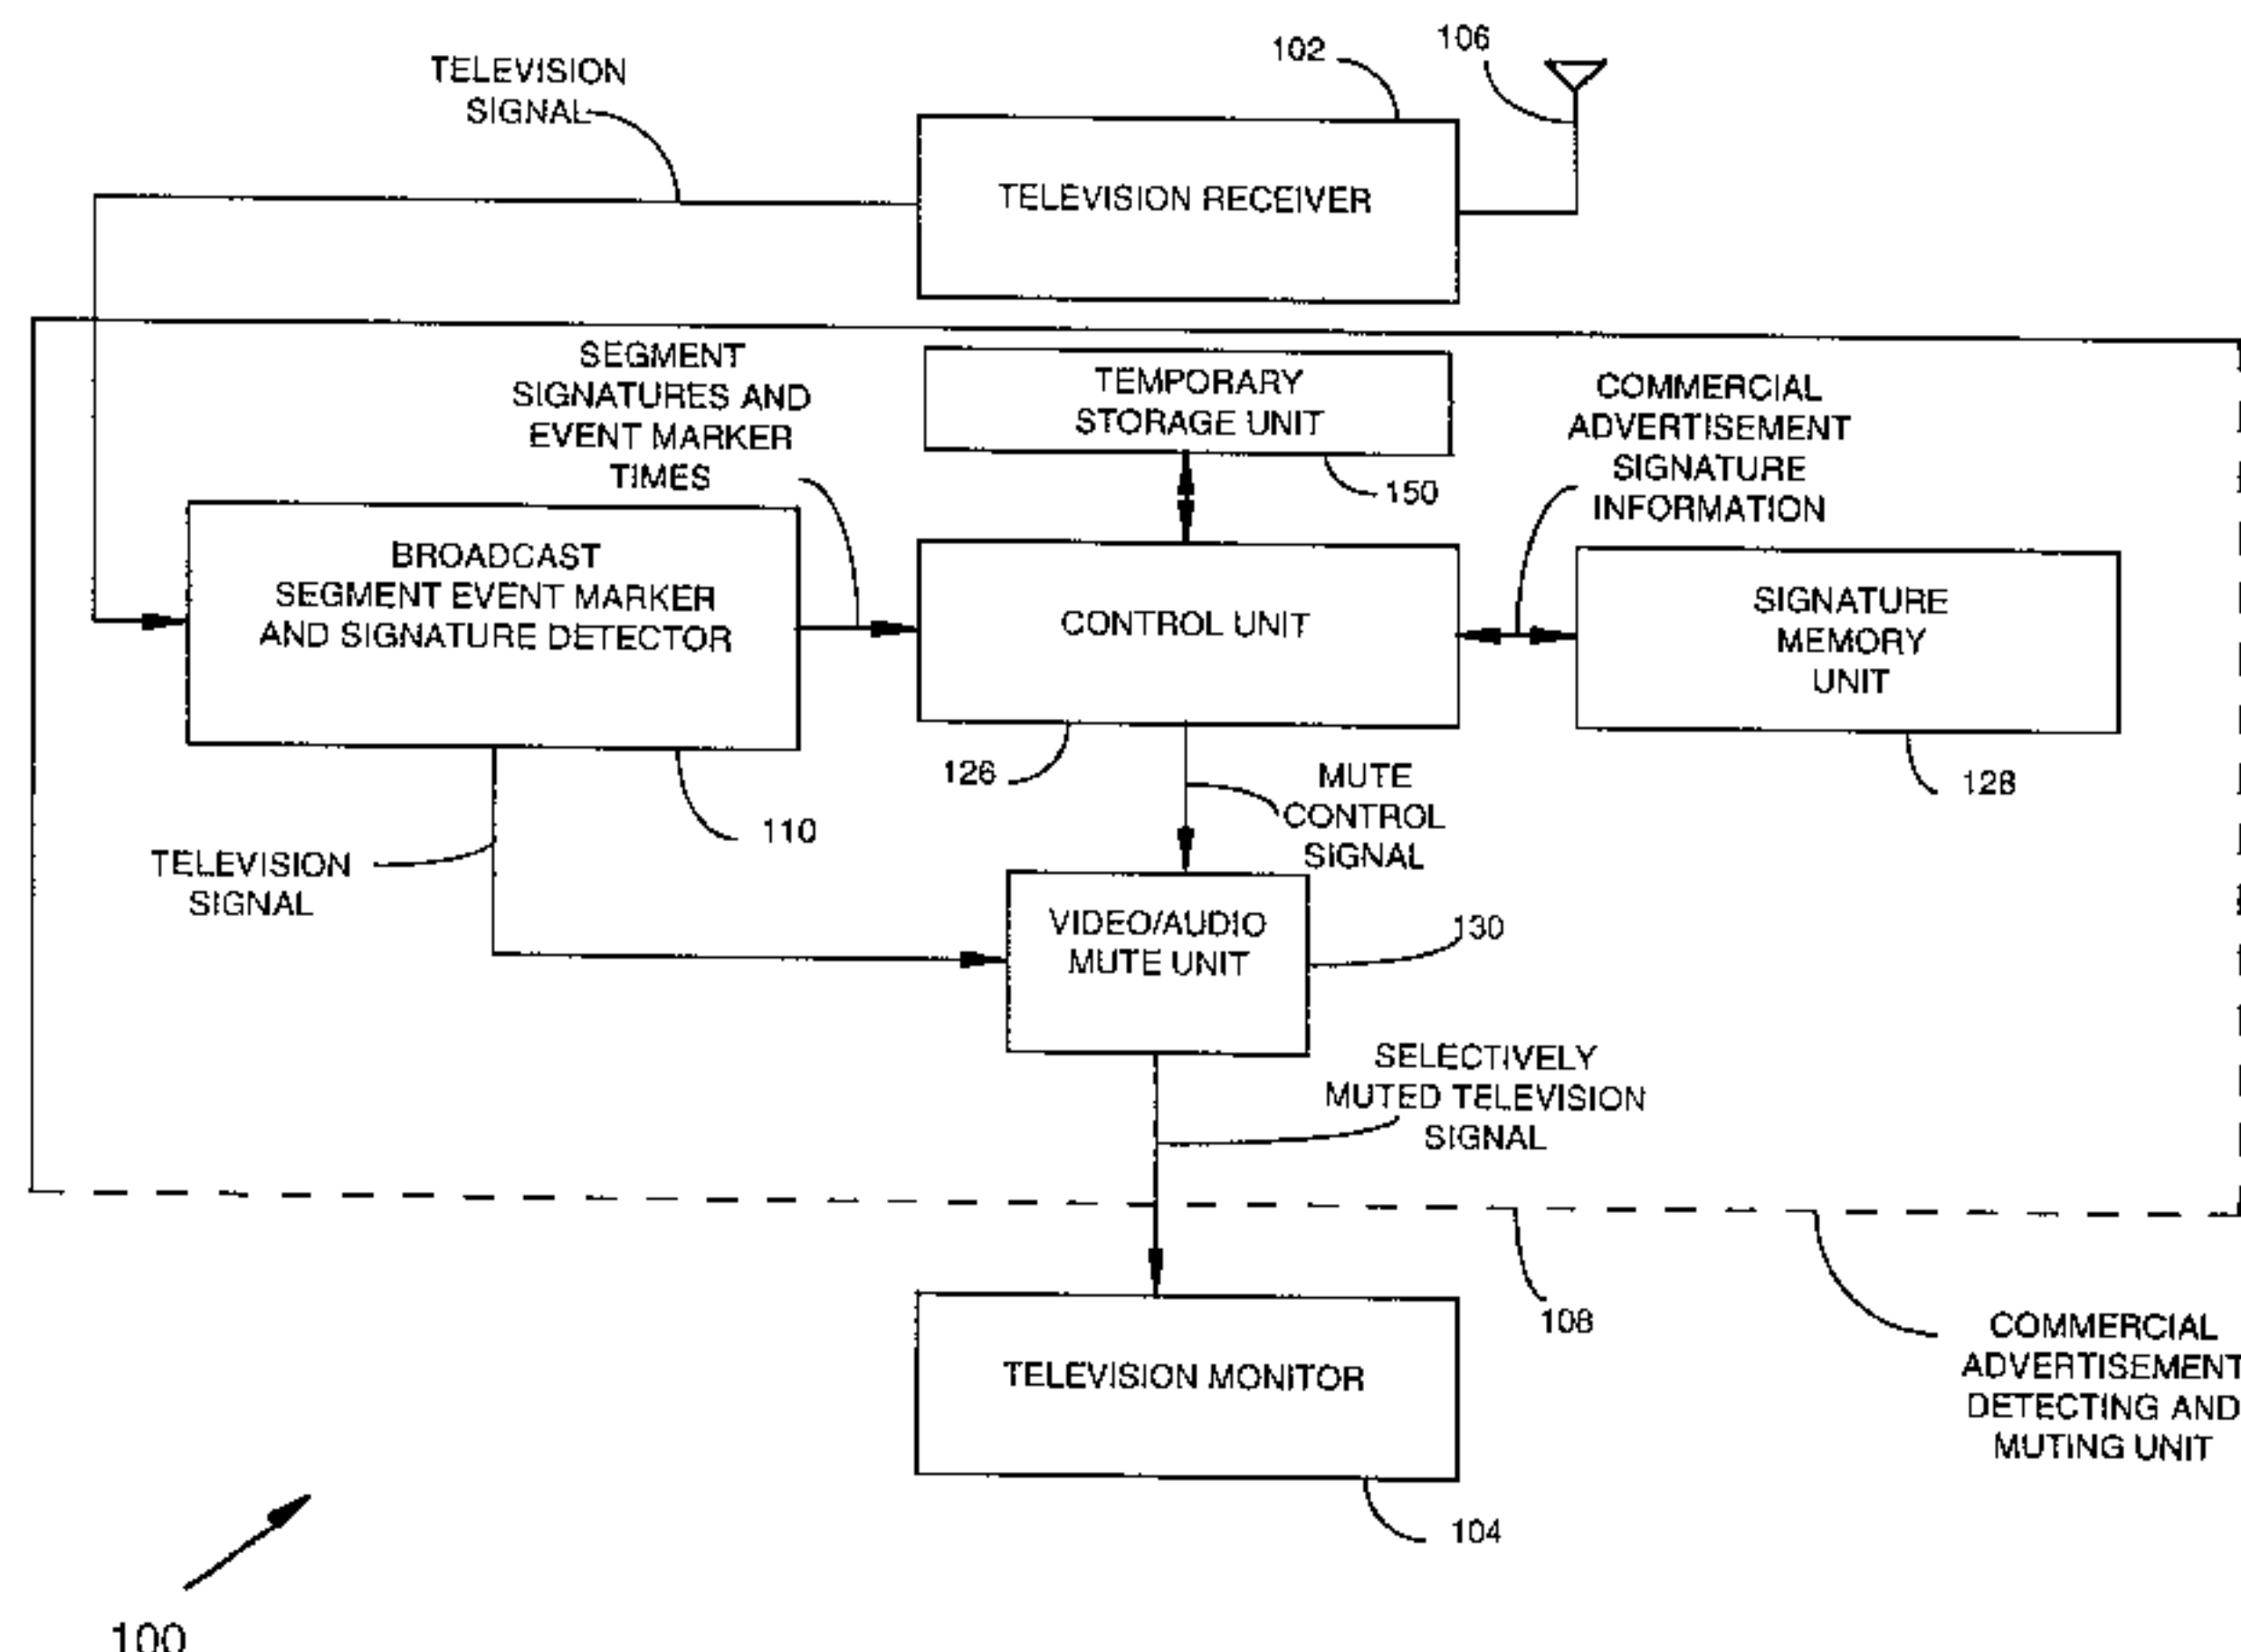 102
106
TELEVISION
SIGNAL
TELEVISION RECEIVER
SEGMENT
SIGNATURES AND
EVENT MARKER
TIMES
TEMPORARY
STORAGE UNIT
150
COMMERCIAL
ADVERTISEMENT
SIGNATURE
INFORMATION
BROADCAST
SEGMENT EVENT MARKER
AND SIGNATURE DETECTOR
CONTROL UNIT
SIGNATURE
MEMORY
UNIT
126
128
110
MUTE
CONTROL
SIGNAL
TELEVISION
SIGNAL
VIDEO/AUDIO
MUTE UNIT
130
SELECTIVELY
MUTED TELEVISION
SIGNAL
108
COMMERCIAL
ADVERTISEMENT
DETECTING AND
MUTING UNIT
TELEVISION MONITOR
104
100